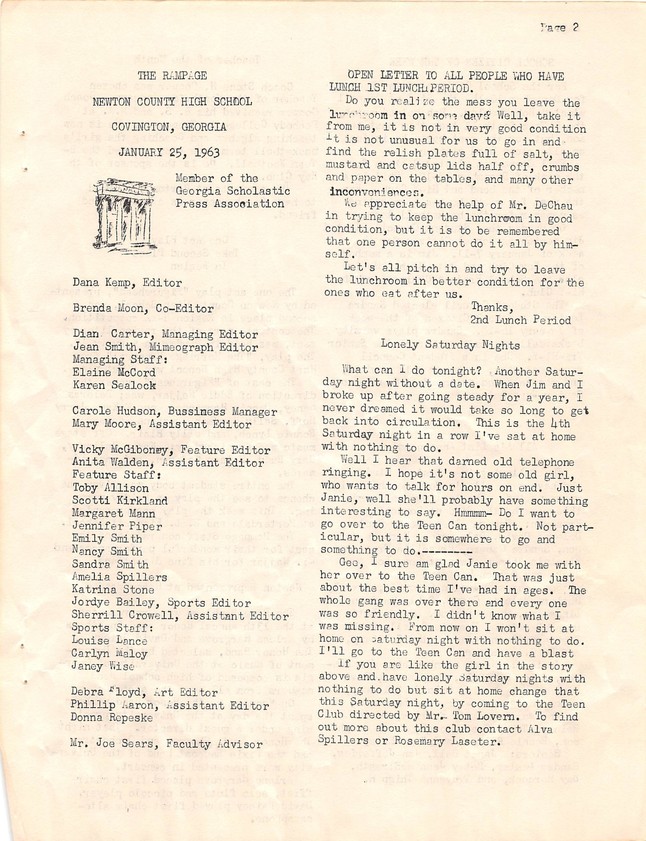 Page 2
THE RAMPAGE
NEWTON COUNTY HIGH SCHOOL
COVINGTON, GEORGIA
JANUARY 25, 1963
Member of the
Georgia Scholastic
Press Association
Dana Kemp, Editor
Brenda Moon, Co-Editor
Dian Carter, Managing Editor
Jean Smith, Mimeograph Editor
Managing Staff:
Elaine McCord
Karen Sealock
Carole Hudson, Bussiness Manager
Mary Moore, Assistant Editor
Vicky McGiboney, Feature Editor
Anita Walden, Assistant Editor
Feature Staff:
Toby Allison
Scotti Kirkland
Margaret Mann
Jennifer Piper
Emily Smith
Nancy Smith
Sandra Smith
Amelia Spillers
Katrina Stone
Jordye Bailey, Sports Editor
Sherrill Crowell, Assistant Editor
Sports Staff:
Louise Lance
Carlyn Maloy
Janey Wise
Debra Floyd, Art Editor
Phillip Aaron, Assistant Editor
Donna Repeske
Mr. Joe Sears, Faculty Advisor
OPEN LETTER TO ALL PEOPLE WHO HAVE
LUNCH 1ST LUNCH PERIOD.
Do you realize the mess you leave the
lunchroom in on some days? Well, take it
from me, it is not in very good condition
It is not unusual for us to go in and
find the relish plates full of salt, the
mustard and catsup lids half off, crumbs
and paper on the tables, and many other
inconveniences.
We appreciate the help of Mr. DeChau
in trying to keep the lunchroom in good
condition, but it is to be remembered
that one person cannot do it all by him-
self.
Let's all pitch in and try to leave
the lunchroom in better condition for the
ones who eat after us.
Thanks,
2nd Lunch Period
Lonely Saturday Nights
What can I do tonight? Another Satur-
day night without a date. When Jim and I
broke up after going steady for a year, I
never dreamed it would take so long to get
back into circulation. This is the 4th
Saturday night in a row I've sat at home
with nothing to do.
Well I hear that darned old telephone
ringing. I hope it's not some old girl,
who wants to talk for hours on end. Just
Janie, well she'll probably have something
interesting to say. Hmmmm- Do I want to
go over to the Teen Can tonight. Not part-
icular, but it is somewhere to go and
something to do.--------
Gee, I sure am glad Janie took me with
her over to the Teen Can. That was just
about the best time I've had in ages. The
whole gang was over there and every one
was so friendly. I didn't know what I
was missing. From now on I won't sit at
home on Saturday night with nothing to do.
I'll go to the Teen Can and have a blast
If you are like the girl in the story
above and have lonely Saturday nights with
nothing to do but sit at home change that
this Saturday night, by coming to the Teen
Club directed by Mr. Tom Lovern. To find
out more about this club contact Alva
Spillers or Rosemary Laseter.